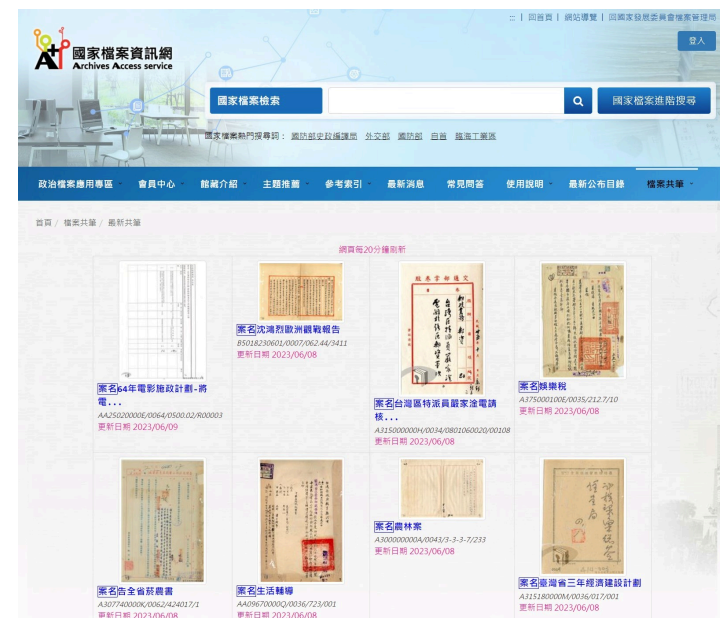 ::: | 回首頁 | 網站導覽 | 回國家發展委員會檔案管理局
登入
國家檔案資訊網
Archives Access service
國家檔案檢索
國家檔案進階搜尋
國家檔案熱門搜尋詞： 國防部史政編譯局 外交部 國防部 自首 臨海工業區
政治檔案應用專區 會員中心 館藏介紹 主題推薦 參考索引 最新消息 常見問答 使用說明 最新公布目錄 檔案共筆
首頁 / 檔案共筆 / 最新共筆
網頁每20分鐘刷新
案名64年電影施政計劃-將
電...
AA25020000E/0064/0500.02/R00003
更新日期 2023/06/09
案名沈鴻烈歐洲觀戰報告
B5018230601/0007/062.44/3411
更新日期 2023/06/08
案名台灣區特派員嚴家淦電請
核...
A315000000H/0034/0801060020/00108
更新日期 2023/06/08
案名娛樂稅
A375000100E/0035/212.7/10
更新日期 2023/06/08
案名告全省菸農書
A307740000K/0062/424017/1
更新日期 2023/06/08
案名生活輔導
AA09670000Q/0036/723/001
更新日期 2023/06/08
案名農林案
A300000000A/0043/3-3-3-7/233
更新日期 2023/06/08
案名臺灣省三年經濟建設計劃
A315180000M/0036/017/001
更新日期 2023/06/08